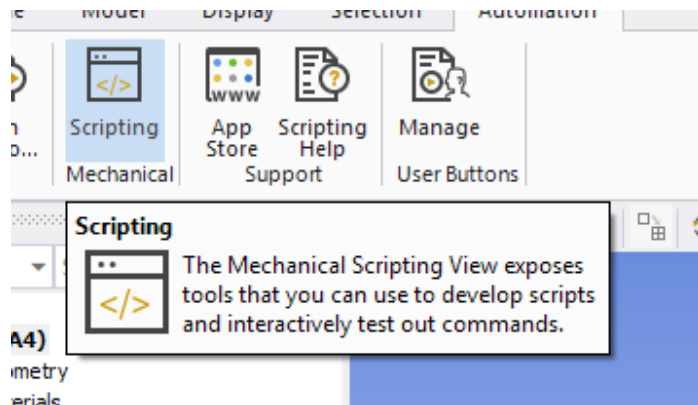 Model Display Selection Automation
Scripting App Store Scripting Help Manage
Mechanical Support User Buttons
Scripting
The Mechanical Scripting View exposes
tools that you can use to develop scripts
and interactively test out commands.
A4)
ometry
erials